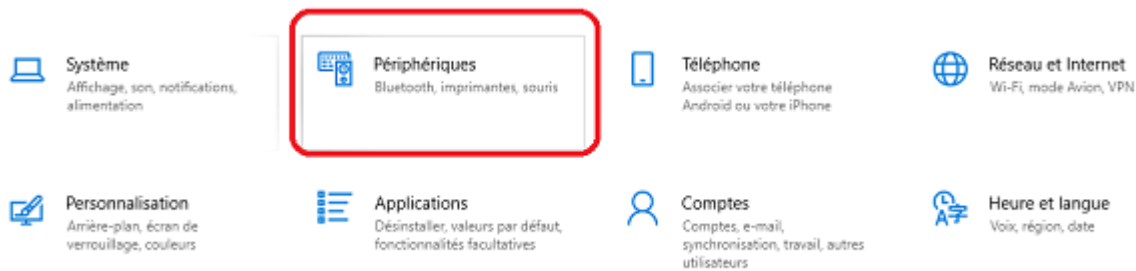 Système
Affichage, son, notifications,
alimentation
Périphériques
Bluetooth, imprimantes, souris
Téléphone
Associer votre téléphone
Android ou votre iPhone
Réseau et Internet
Wi-Fi, mode Avion, VPN
Personnalisation
Arrière-plan, écran de
verrouillage, couleurs
Applications
Désinstaller, valeurs par défaut,
fonctionnalités facultatives
Comptes
Comptes, e-mail,
synchronisation, travail, autres
utilisateurs
Heure et langue
Voix, région, date